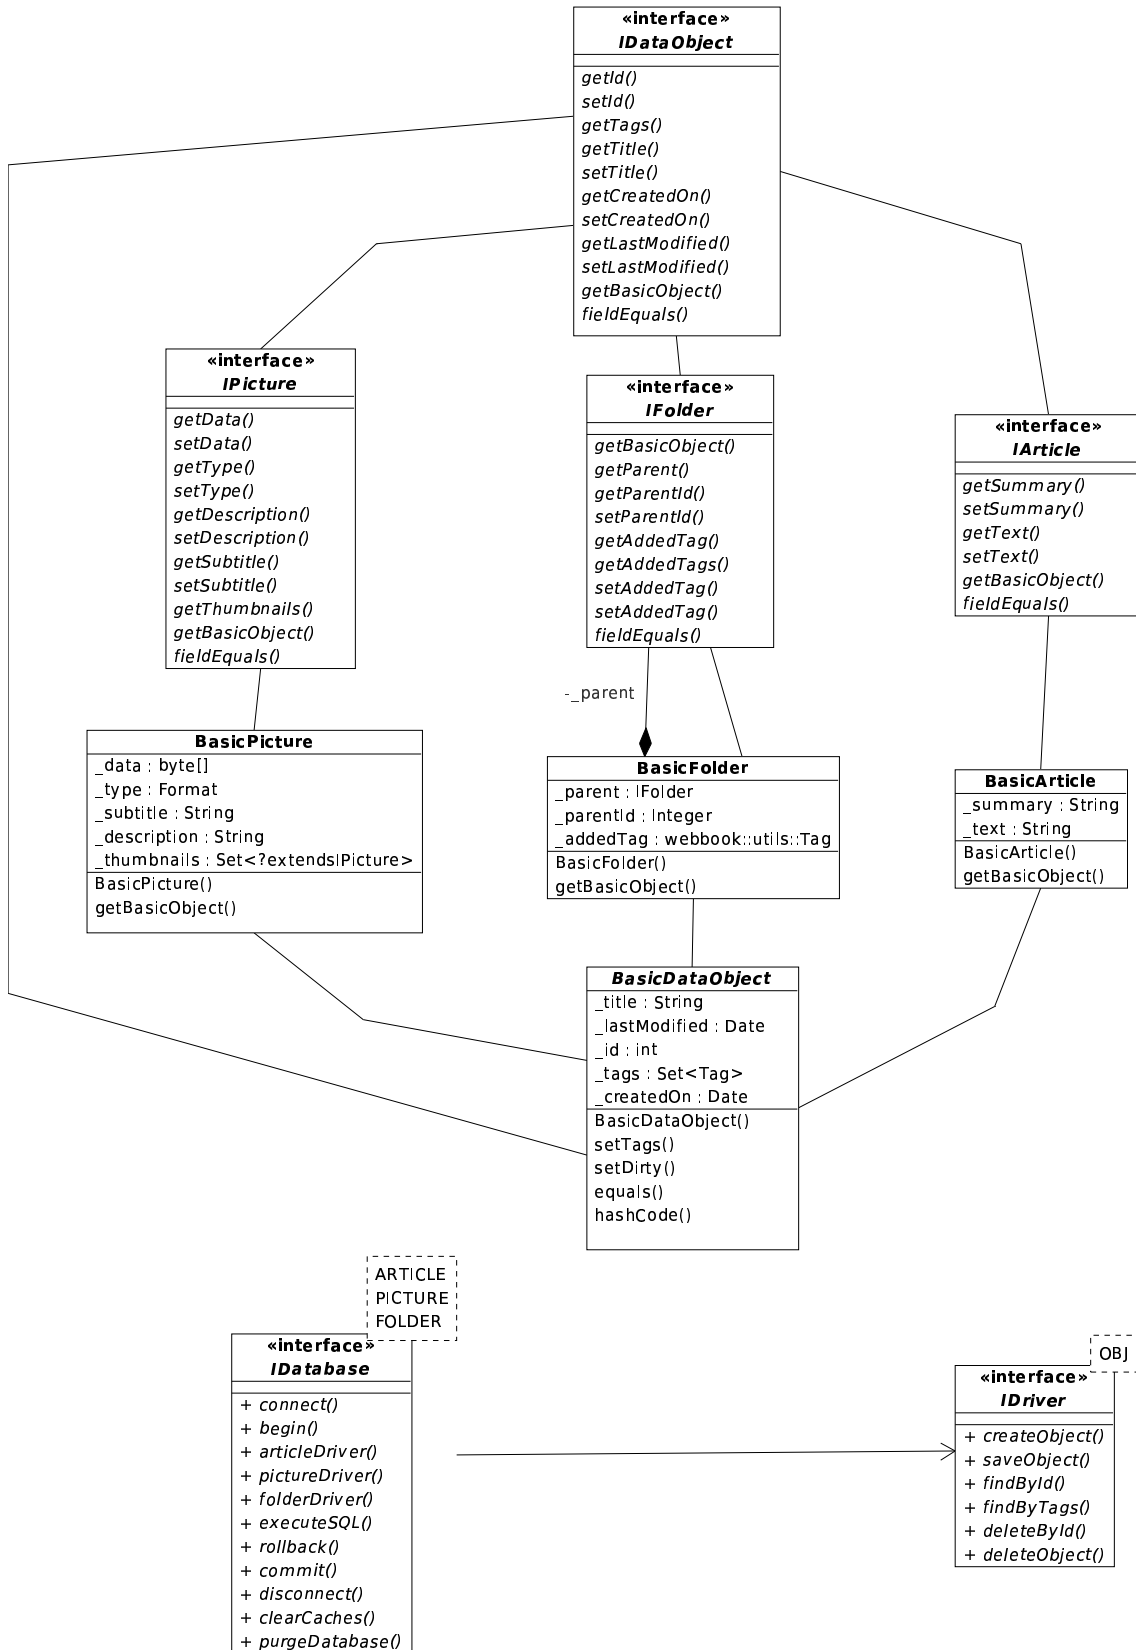 «interface»
IDataObject
getId()
setId()
getTags()
getTitle()
setTitle()
getCreatedOn()
setCreatedOn()
getLastModified()
setLastModified()
getBasicObject()
fieldEquals()
«interface»
IPicture
getData()
setData()
getType()
setType()
getDescription()
setDescription()
getSubtitle()
setSubtitle()
getThumbnails()
getBasicObject()
fieldEquals()
«interface»
IFolder
getBasicObject()
getParent()
getParentId()
setParentId()
getAddedTag()
getAddedTags()
setAddedTag()
setAddedTag()
fieldEquals()
«interface»
IArticle
getSummary()
setSummary()
getText()
setText()
getBasicObject()
fieldEquals()
-_parent
BasicPicture
_data : byte[]
_type : Format
_subtitle : String
_description : String
_thumbnails : Set<?extendsIPicture>
BasicPicture()
getBasicObject()
BasicFolder
_parent : IFolder
_parentId : Integer
_addedTag : webbook::utils::Tag
BasicFolder()
getBasicObject()
BasicArticle
_summary : String
_text : String
BasicArticle()
getBasicObject()
BasicDataObject
_title : String
_lastModified : Date
_id : int
_tags : Set<Tag>
_createdOn : Date
BasicDataObject()
setTags()
setDirty()
equals()
hashCode()
ARTICLE
PICTURE
FOLDER
«interface»
IDatabase
+ connect()
+ begin()
+ articleDriver()
+ pictureDriver()
+ folderDriver()
+ executeSQL()
+ rollback()
+ commit()
+ disconnect()
+ clearCaches()
+ purgeDatabase()
OBJ
«interface»
IDriver
+ createObject()
+ saveObject()
+ findById()
+ findByTags()
+ deleteById()
+ deleteObject()